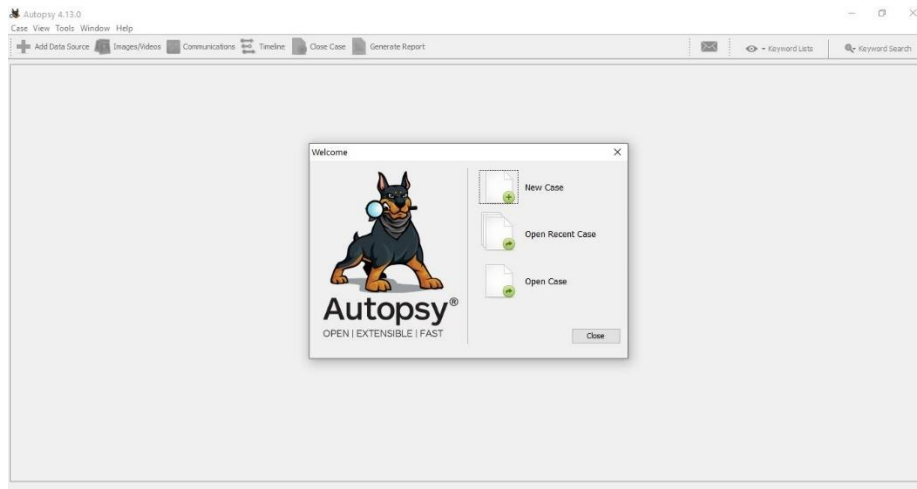 Autopsy 4.13.0
Case View Tools Window Help
Add Data Source Images/Videos Communications Timeline Close Case Generate Report Keyword Lists Keyword Search
Welcome
New Case
Open Recent Case
Open Case
Autopsy®
OPEN | EXTENSIBLE | FAST
Close